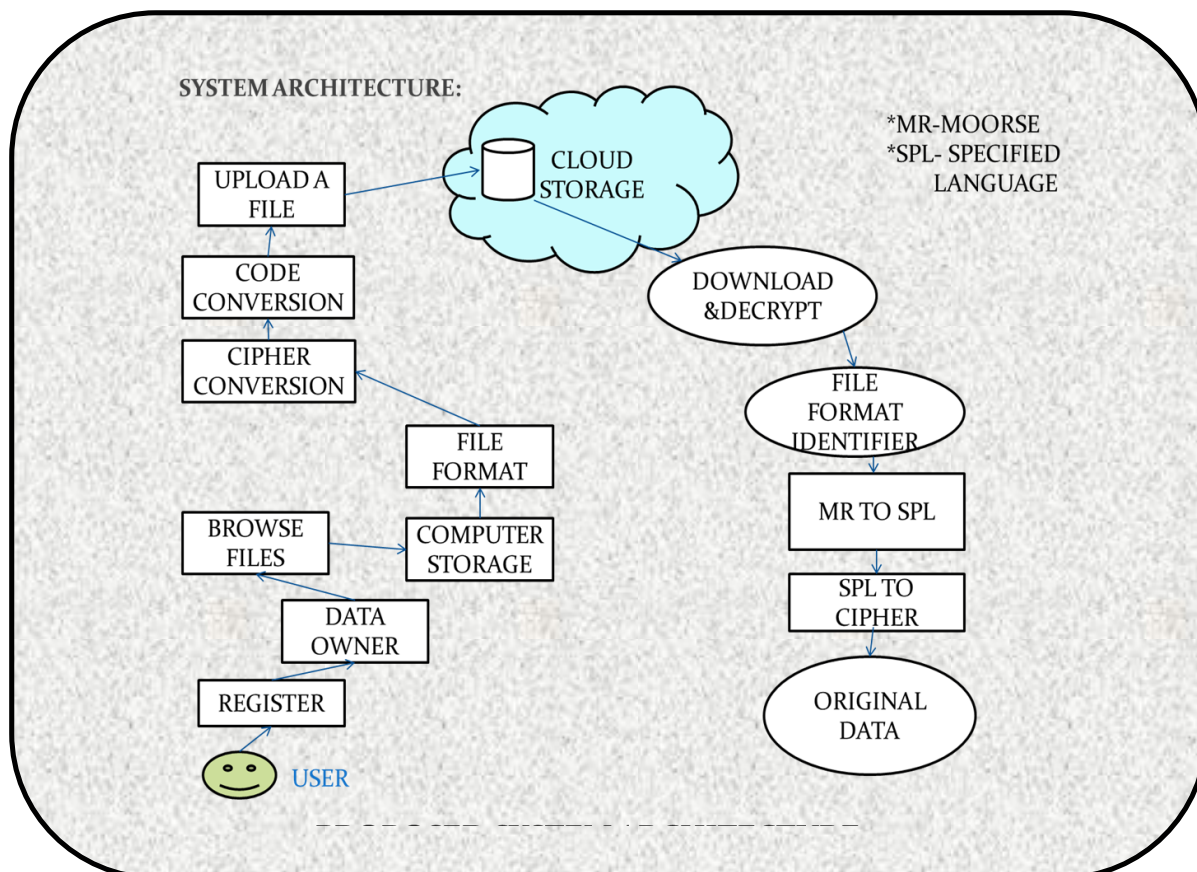 SYSTEM ARCHITECTURE:
*MR-MOORSE
*SPL- SPECIFIED
LANGUAGE
CLOUD
STORAGE
UPLOAD A
FILE
CODE
CONVERSION
CIPHER
CONVERSION
FILE
FORMAT
BROWSE
FILES
COMPUTER
STORAGE
DATA
OWNER
REGISTER
USER
DOWNLOAD
&DECRYPT
FILE
FORMAT
IDENTIFIER
MR TO SPL
SPL TO
CIPHER
ORIGINAL
DATA